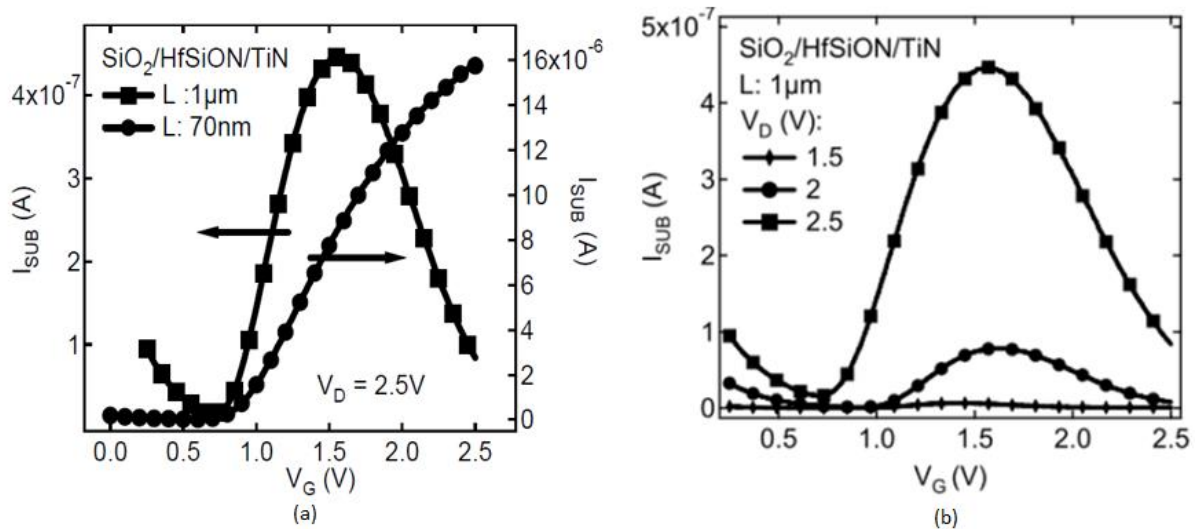 SiO₂/HfSiON/TiN
L :1µm
L: 70nm
V_D = 2.5V
4x10⁻⁷
3
2
1
I_SUB (A)
16x10⁻⁶
14
12
10
8
6
4
2
0
I_SUB (A)
0.0 0.5 1.0 1.5 2.0 2.5
V_G (V)
(a)
SiO₂/HfSiON/TiN
L: 1µm
V_D (V):
1.5
2
2.5
5x10⁻⁷
4
3
2
1
0
I_SUB (A)
0.5 1.0 1.5 2.0 2.5
V_G (V)
(b)